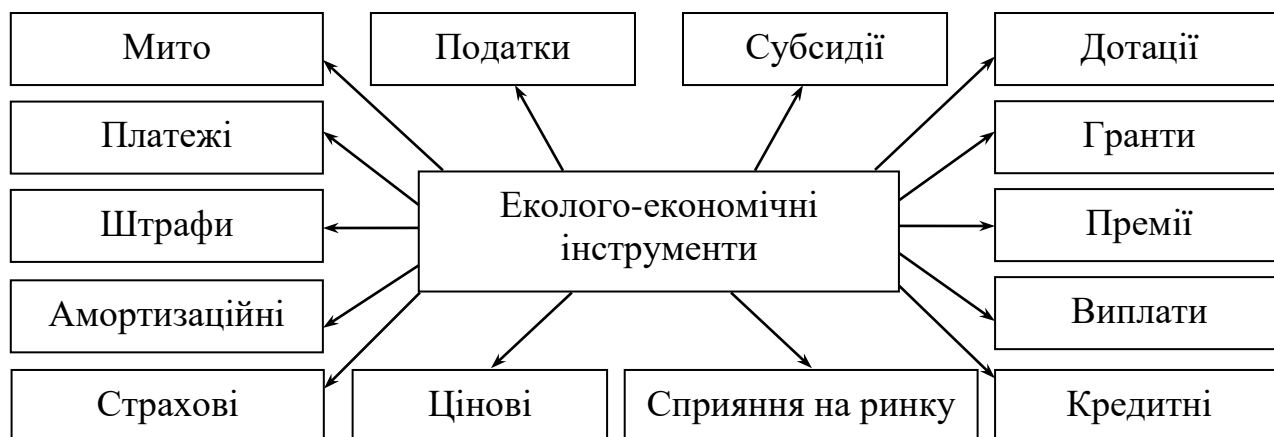 Мито
Податки
Субсидії
Дотації
Платежі
Гранти
Еколого-економічні
інструменти
Штрафи
Премії
Амортизаційні
Виплати
Страхові
Цінові
Сприяння на ринку
Кредитні